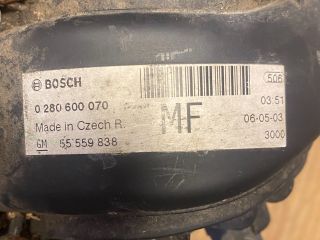 BOSCH 506
0 280 600 070 03:51
Made in Czech R. MF 06-05-03
GM 55 559 838 3000